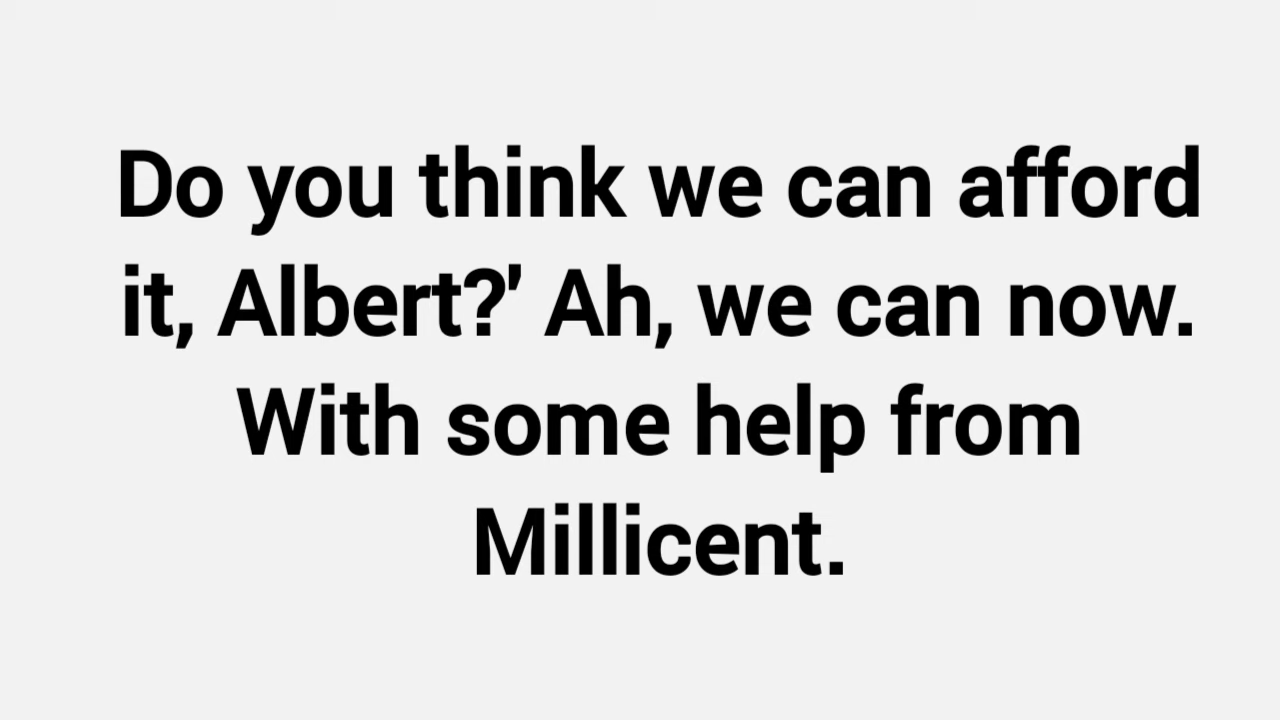 Do you think we can afford
it, Albert?' Ah, we can now.
With some help from
Millicent.